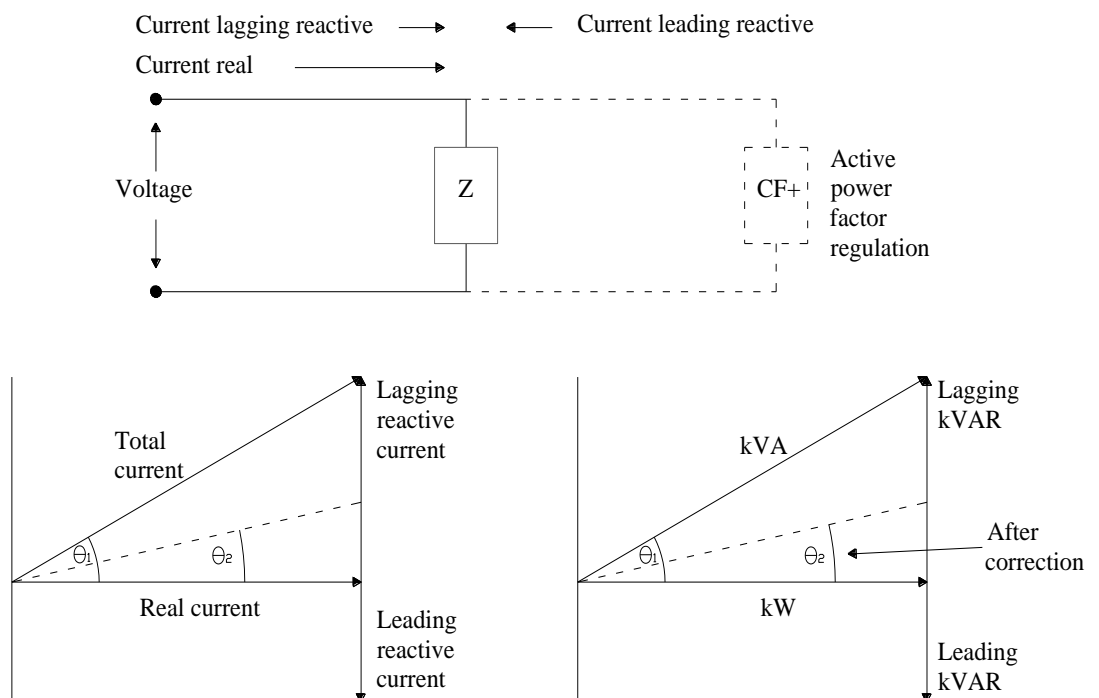 Current lagging reactive
Current leading reactive
Current real
Voltage
Z
CF+
Active
power
factor
regulation
Lagging
reactive
current
Total
current
θ1
θ2
Real current
Leading
reactive
current
Lagging
kVAR
kVA
θ1
θ2
After
correction
kW
Leading
kVAR